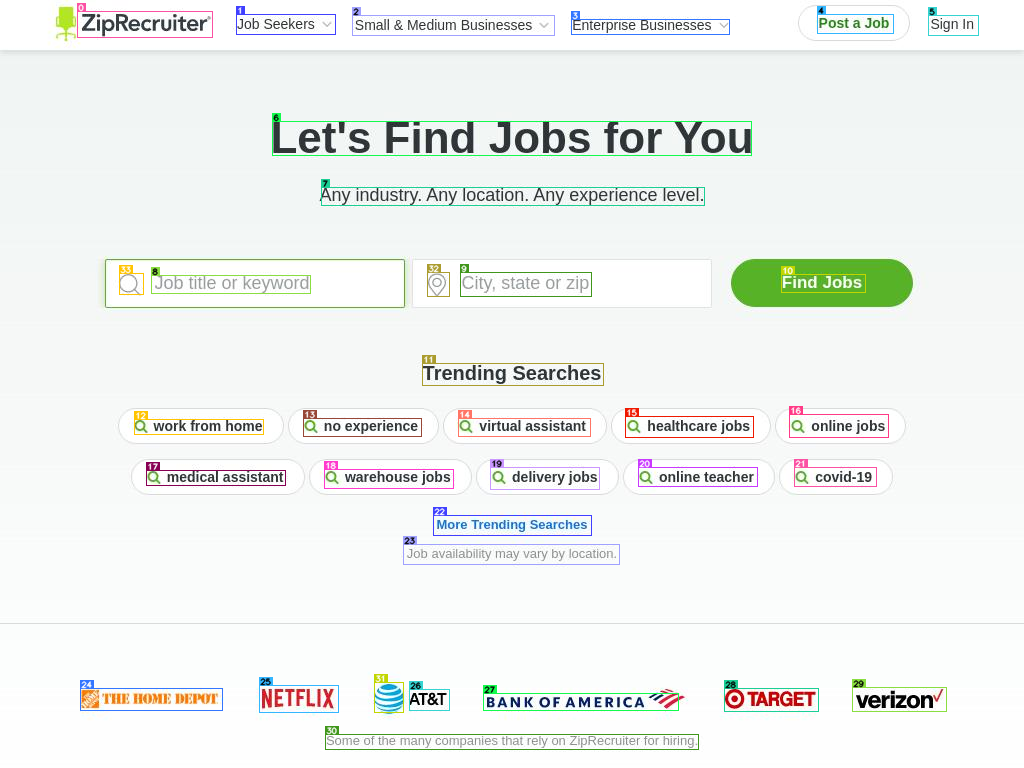 ZipRecruiter
Job Seekers
Small & Medium Businesses
Enterprise Businesses
Post a Job
Sign In
Let's Find Jobs for You
Any industry. Any location. Any experience level.
Job title or keyword
City, state or zip
Find Jobs
Trending Searches
work from home
no experience
virtual assistant
healthcare jobs
online jobs
medical assistant
warehouse jobs
delivery jobs
online teacher
covid-19
More Trending Searches
Job availability may vary by location.
THE HOME DEPOT
NETFLIX
AT&T
BANK OF AMERICA
TARGET
verizon
Some of the many companies that rely on ZipRecruiter for hiring.
0
1
2
3
4
5
6
7
33
8
32
9
10
11
12
13
14
15
16
17
18
19
20
21
22
23
24
25
31
26
27
28
29
30